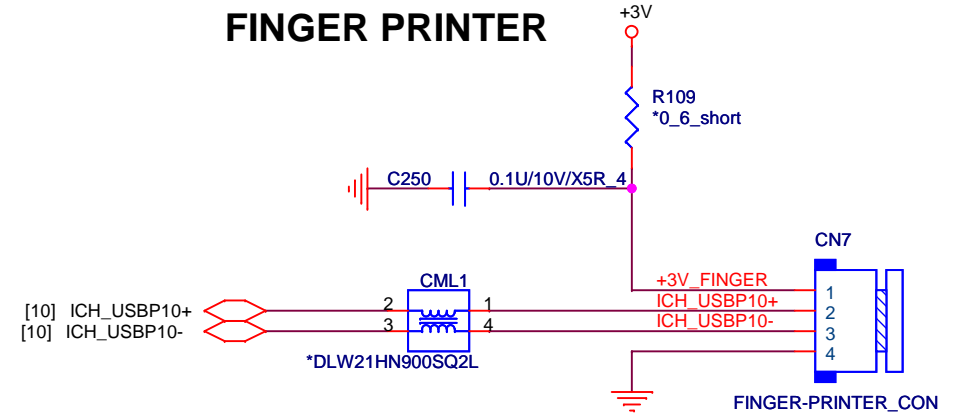 FINGER PRINTER
+3V
R109
*0_6_short
C250
0.1U/10V/X5R_4
CN7
+3V_FINGER
1
CML1
[10] ICH_USBP10+
2
1
ICH_USBP10+
2
[10] ICH_USBP10-
3
4
ICH_USBP10-
3
4
*DLW21HN900SQ2L
FINGER-PRINTER_CON